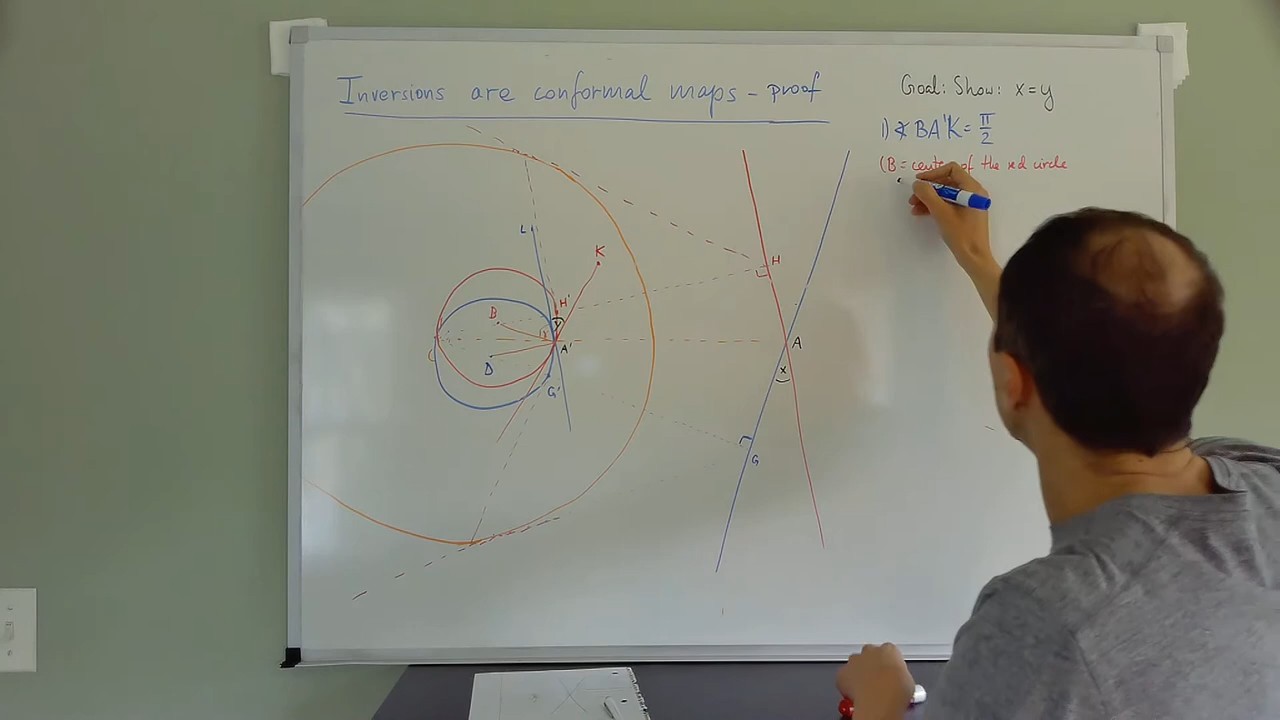 Inversions are conformal maps - proof
Goal: Show: x = y
1) ∢ BA'K = π/2
(B = center of the red circle
L
K
H
H'
B
y
A'
A
C
D
x
G'
G